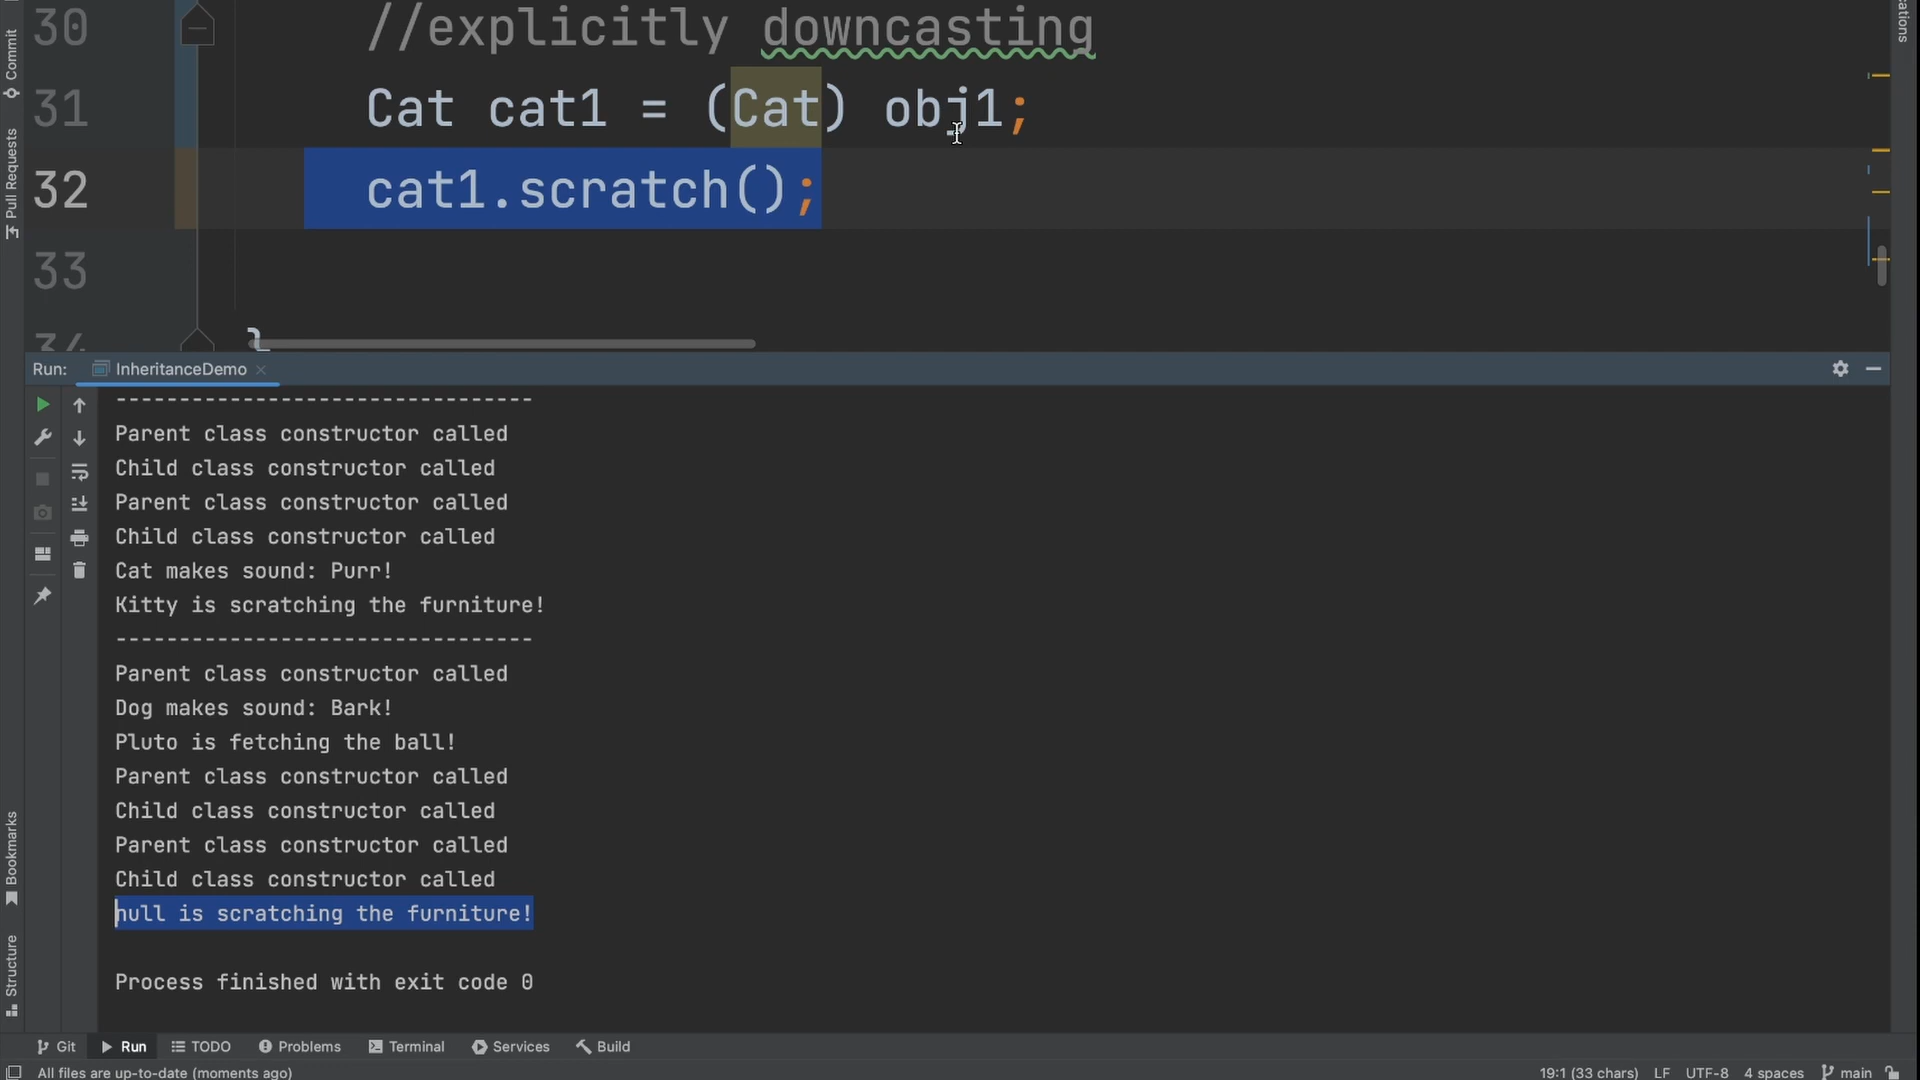 30 //explicitly downcasting
31 Cat cat1 = (Cat) obj1;
32 cat1.scratch();
33
34 }
Commit
Pull Requests
Bookmarks
Structure
Run: InheritanceDemo
---------------------------------
Parent class constructor called
Child class constructor called
Parent class constructor called
Child class constructor called
Cat makes sound: Purr!
Kitty is scratching the furniture!
---------------------------------
Parent class constructor called
Dog makes sound: Bark!
Pluto is fetching the ball!
Parent class constructor called
Child class constructor called
Parent class constructor called
Child class constructor called
null is scratching the furniture!
Process finished with exit code 0
Git Run TODO Problems Terminal Services Build
All files are up-to-date (moments ago) 19:1 (33 chars) LF UTF-8 4 spaces main